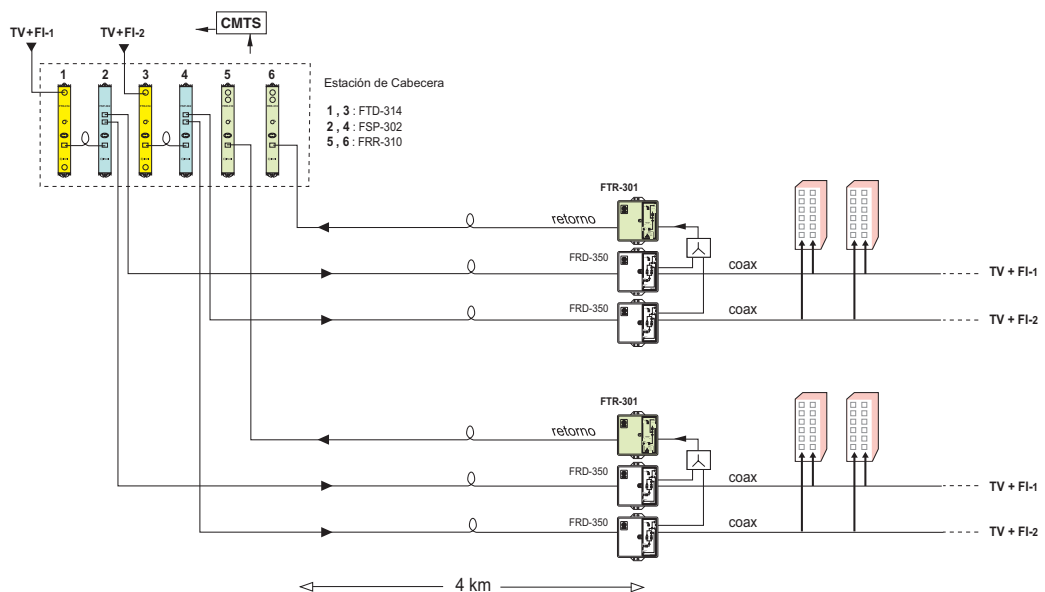 CMTS
TV+FI-1
TV+FI-2
1 2 3 4 5 6
Estación de Cabecera
1 , 3 : FTD-314
2 , 4 : FSP-302
5 , 6 : FRR-310
FTR-301
retorno
FRD-350
coax
TV + FI-1
FRD-350
coax
TV + FI-2
FTR-301
retorno
FRD-350
coax
TV + FI-1
FRD-350
coax
TV + FI-2
4 km